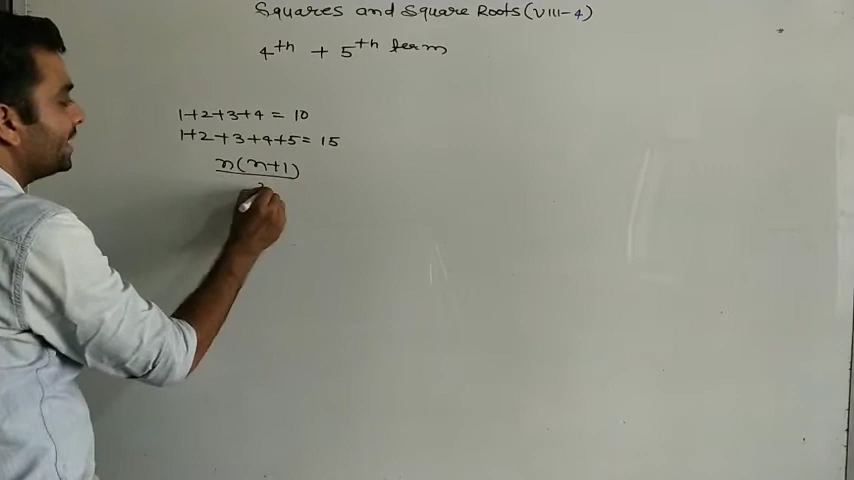 Squares and Square Roots (VIII-4)
4th + 5th term
1+2+3+4 = 10
1+2+3+4+5 = 15
n(n+1)
2